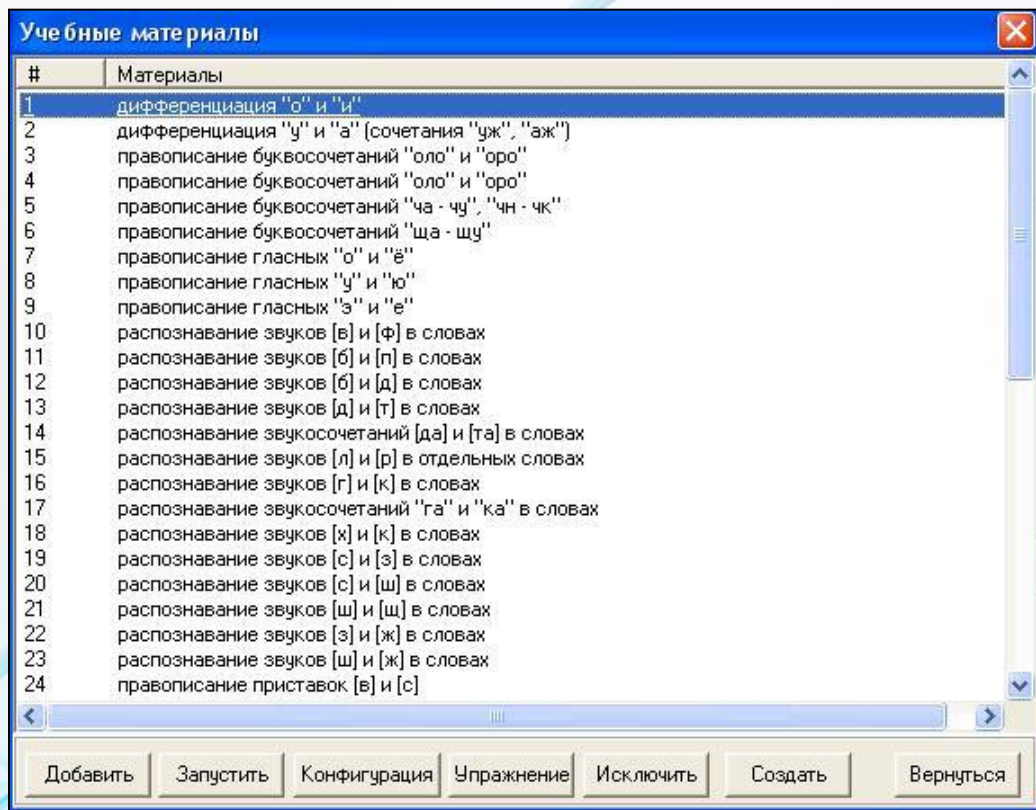 Учебные материалы
# Материалы
1 дифференциация "о" и "и"
2 дифференциация "у" и "а" (сочетания "уж", "аж")
3 правописание буквосочетаний "оло" и "оро"
4 правописание буквосочетаний "оло" и "оро"
5 правописание буквосочетаний "ча - чу", "чн - чк"
6 правописание буквосочетаний "ща - щу"
7 правописание гласных "о" и "ё"
8 правописание гласных "у" и "ю"
9 правописание гласных "э" и "е"
10 распознавание звуков [в] и [ф] в словах
11 распознавание звуков [б] и [п] в словах
12 распознавание звуков [б] и [д] в словах
13 распознавание звуков [д] и [т] в словах
14 распознавание звукосочетаний [да] и [та] в словах
15 распознавание звуков [л] и [р] в отдельных словах
16 распознавание звуков [г] и [к] в словах
17 распознавание звукосочетаний "га" и "ка" в словах
18 распознавание звуков [х] и [к] в словах
19 распознавание звуков [с] и [з] в словах
20 распознавание звуков [с] и [ш] в словах
21 распознавание звуков [ш] и [щ] в словах
22 распознавание звуков [з] и [ж] в словах
23 распознавание звуков [ш] и [ж] в словах
24 правописание приставок [в] и [с]
Добавить Запустить Конфигурация Упражнение Исключить Создать Вернуться